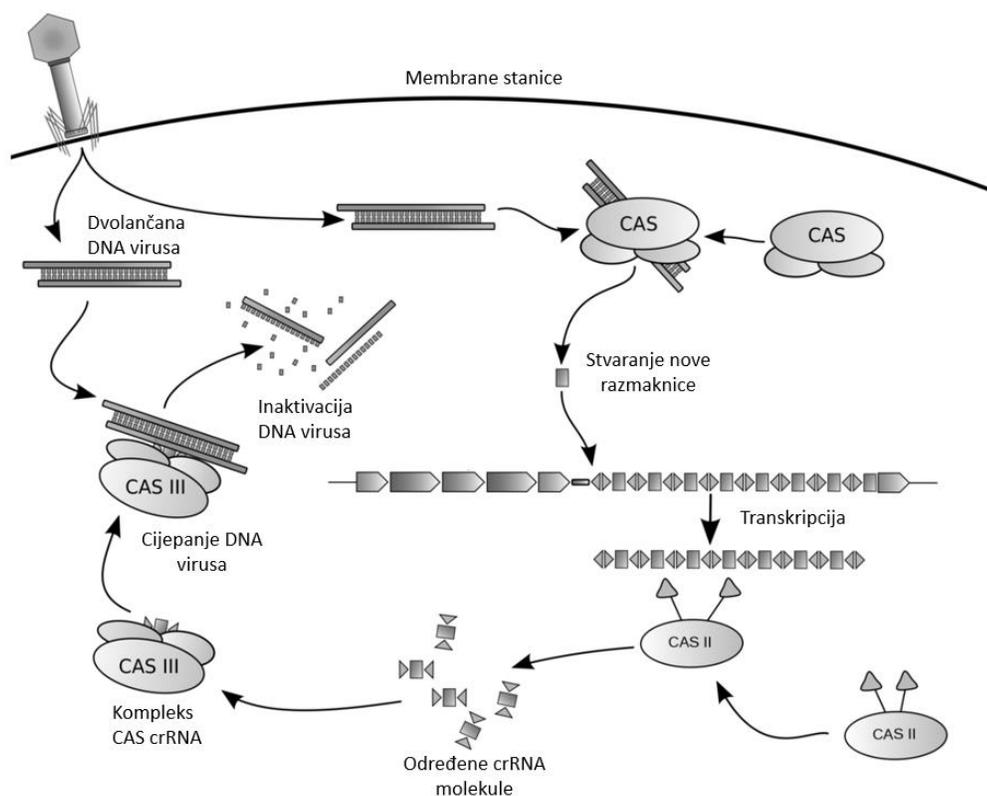 Membrane stanice
Dvolančana
DNA virusa
CAS
CAS
Stvaranje nove
razmaknice
Inaktivacija
DNA virusa
CAS III
Transkripcija
Cijepanje DNA
virusa
CAS II
CAS III
CAS II
Kompleks
CAS crRNA
Određene crRNA
molekule